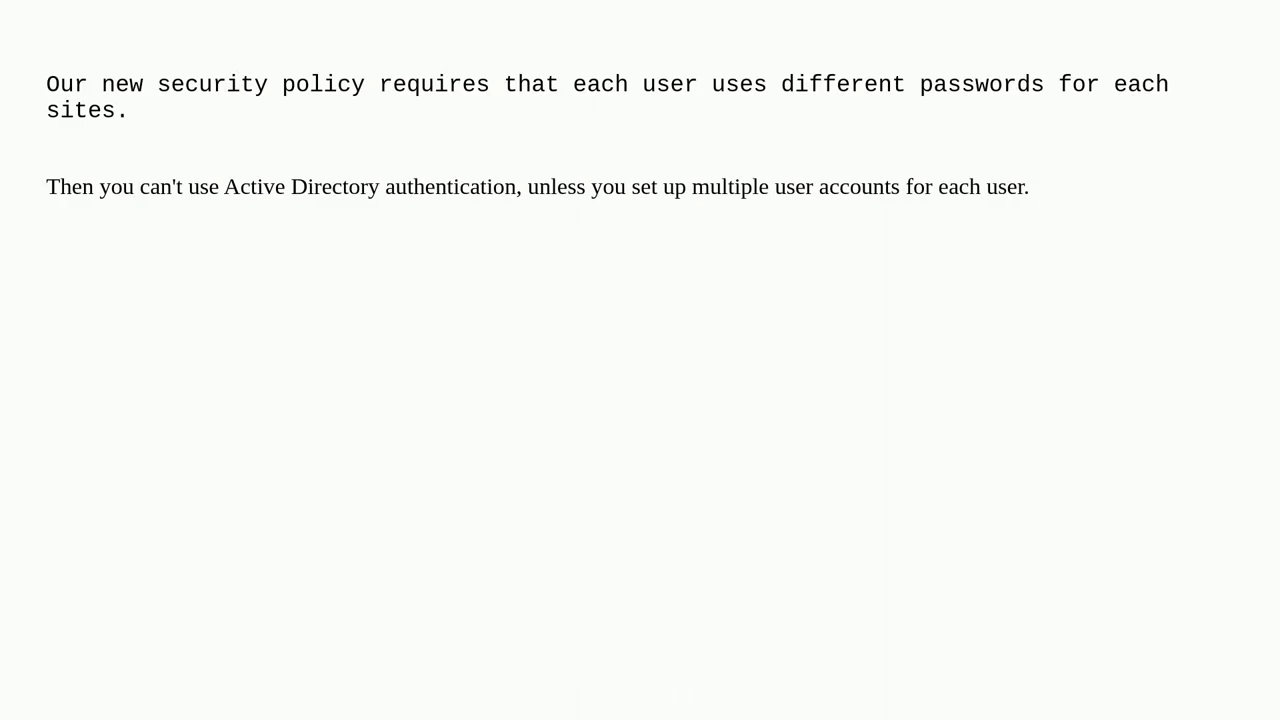 Our new security policy requires that each user uses different passwords for each
sites.
Then you can't use Active Directory authentication, unless you set up multiple user accounts for each user.